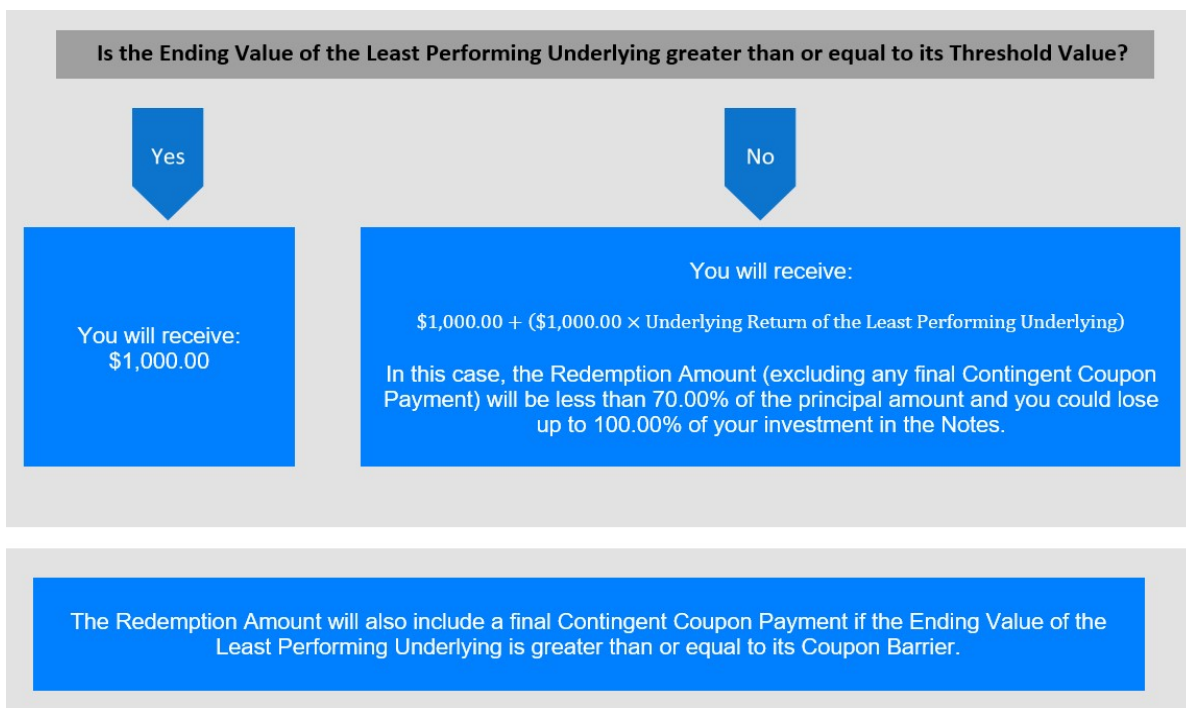 Is the Ending Value of the Least Performing Underlying greater than or equal to its Threshold Value?
Yes
No
You will receive:
$1,000.00
You will receive:
$1,000.00 + ($1,000.00 × Underlying Return of the Least Performing Underlying)
In this case, the Redemption Amount (excluding any final Contingent Coupon
Payment) will be less than 70.00% of the principal amount and you could lose
up to 100.00% of your investment in the Notes.
The Redemption Amount will also include a final Contingent Coupon Payment if the Ending Value of the
Least Performing Underlying is greater than or equal to its Coupon Barrier.